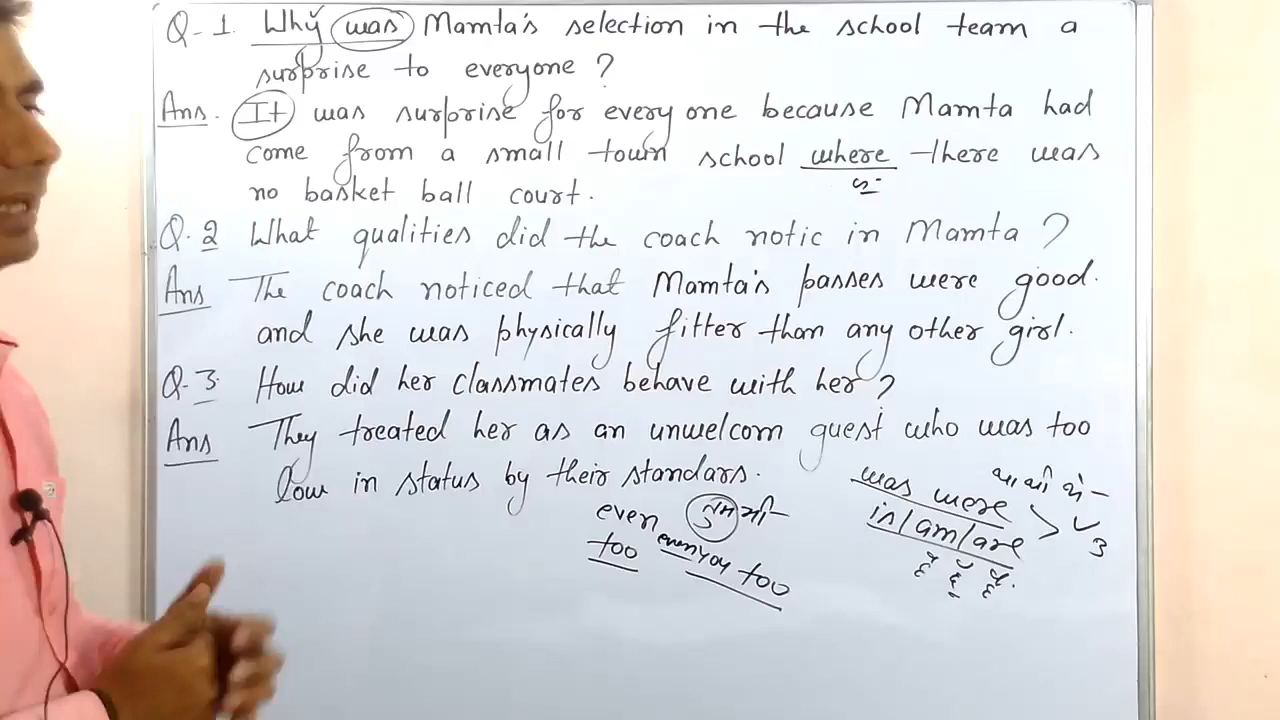 Q-1. Why was Mamta's selection in the school team a
surprise to everyone ?
Ans. It was surprise for every one because Mamta had
come from a small town school where there was
no basket ball court.
Q.2 What qualities did the coach notic in Mamta ?
Ans The coach noticed that Mamta's passes were good.
and she was physically fitter than any other girl.
Q-3. How did her classmates behave with her ?
Ans They treated her as an unwelcom guest who was too
low in status by their standars.
was were
is/am/are
even तुम भी
too even you too